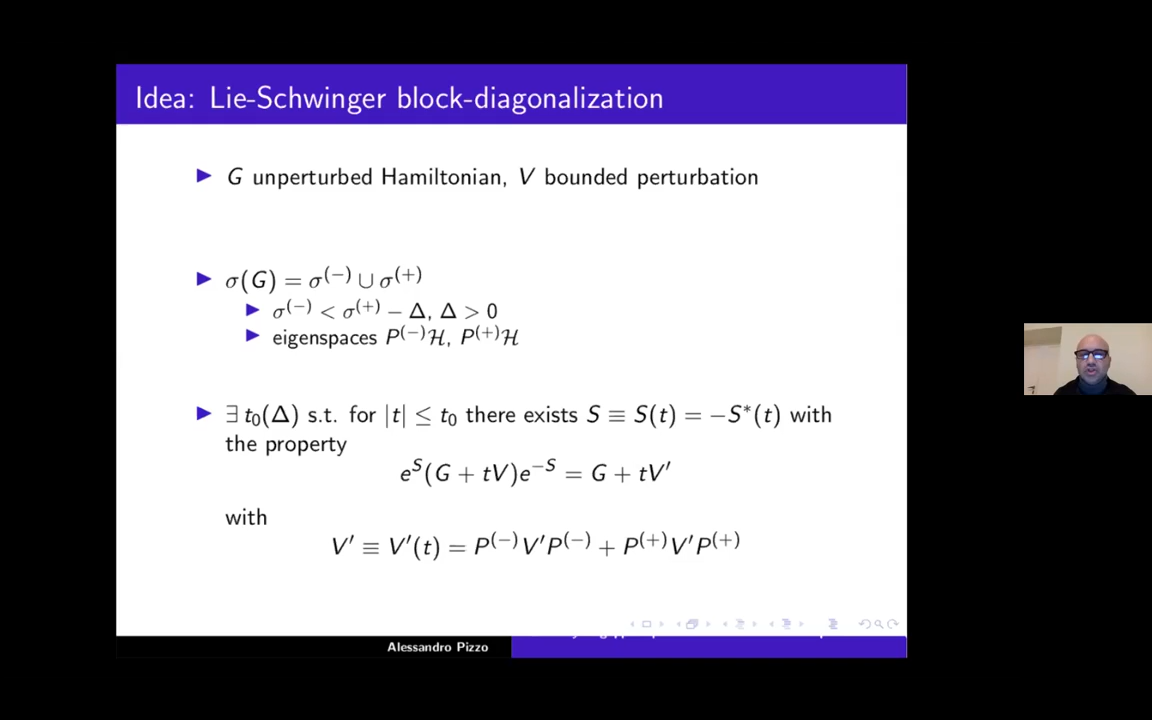 Idea: Lie-Schwinger block-diagonalization
G unperturbed Hamiltonian, V bounded perturbation
σ(G) = σ⁽⁻⁾ ∪ σ⁽⁺⁾
σ⁽⁻⁾ < σ⁽⁺⁾ − Δ, Δ > 0
eigenspaces P⁽⁻⁾ℋ, P⁽⁺⁾ℋ
∃ t₀(Δ) s.t. for |t| ≤ t₀ there exists S ≡ S(t) = −S*(t) with
the property
eˢ(G + tV)e⁻ˢ = G + tV′
with
V′ ≡ V′(t) = P⁽⁻⁾V′P⁽⁻⁾ + P⁽⁺⁾V′P⁽⁺⁾
Alessandro Pizzo